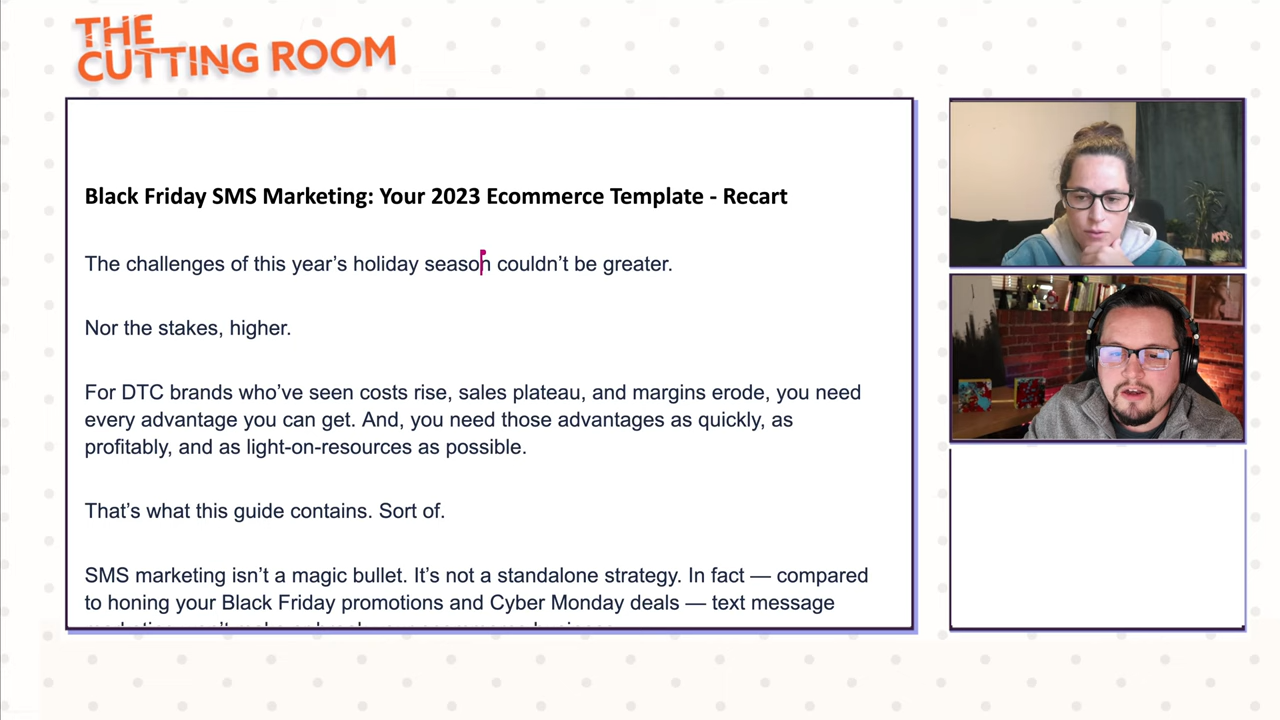 THE
CUTTING ROOM
Black Friday SMS Marketing: Your 2023 Ecommerce Template - Recart
The challenges of this year’s holiday season couldn’t be greater.
Nor the stakes, higher.
For DTC brands who’ve seen costs rise, sales plateau, and margins erode, you need
every advantage you can get. And, you need those advantages as quickly, as
profitably, and as light-on-resources as possible.
That’s what this guide contains. Sort of.
SMS marketing isn’t a magic bullet. It’s not a standalone strategy. In fact — compared
to honing your Black Friday promotions and Cyber Monday deals — text message